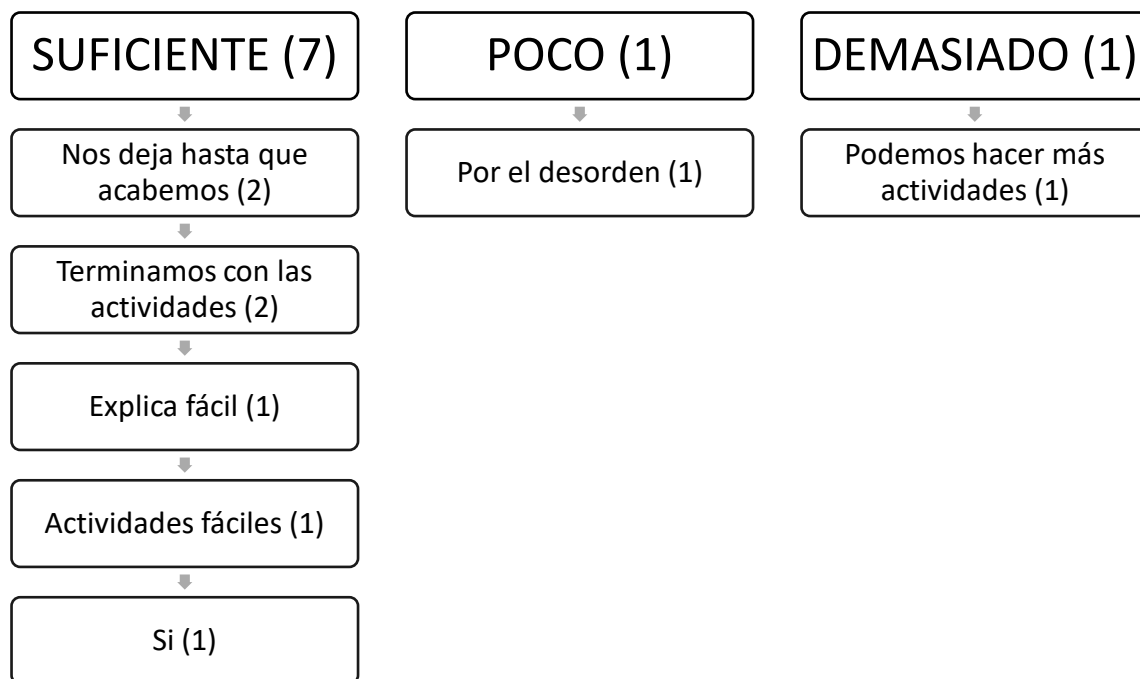 SUFICIENTE (7)
Nos deja hasta que
acabemos (2)
Terminamos con las
actividades (2)
Explica fácil (1)
Actividades fáciles (1)
Si (1)
POCO (1)
Por el desorden (1)
DEMASIADO (1)
Podemos hacer más
actividades (1)